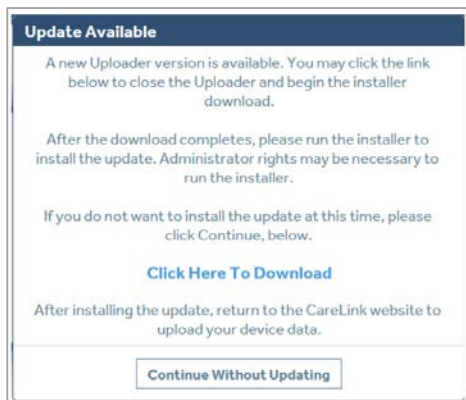 Update Available
A new Uploader version is available. You may click the link
below to close the Uploader and begin the installer
download.
After the download completes, please run the installer to
install the update. Administrator rights may be necessary to
run the installer.
If you do not want to install the update at this time, please
click Continue, below.
Click Here To Download
After installing the update, return to the CareLink website to
upload your device data.
Continue Without Updating